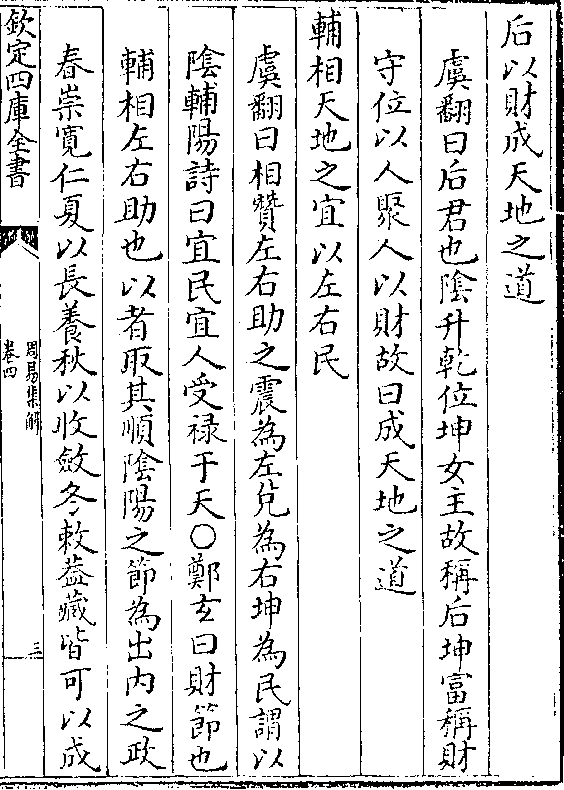 后以財成天地之道
虞翻曰后君也陰升乾位坤女主故稱后坤富稱財
守位以人聚人以財故曰成天地之道
輔相天地之宜以左右民
虞翻曰相贊左右助之震為左兌為右坤為民謂以
陰輔陽詩曰宜民宜人受祿于天○鄭玄曰財節也
輔相左右助也以者取其順陰陽之節為出內之政
春崇寬仁夏以長養秋以收斂冬敕蓋藏皆可以成
欽定四庫全書
周易集解
卷四
三